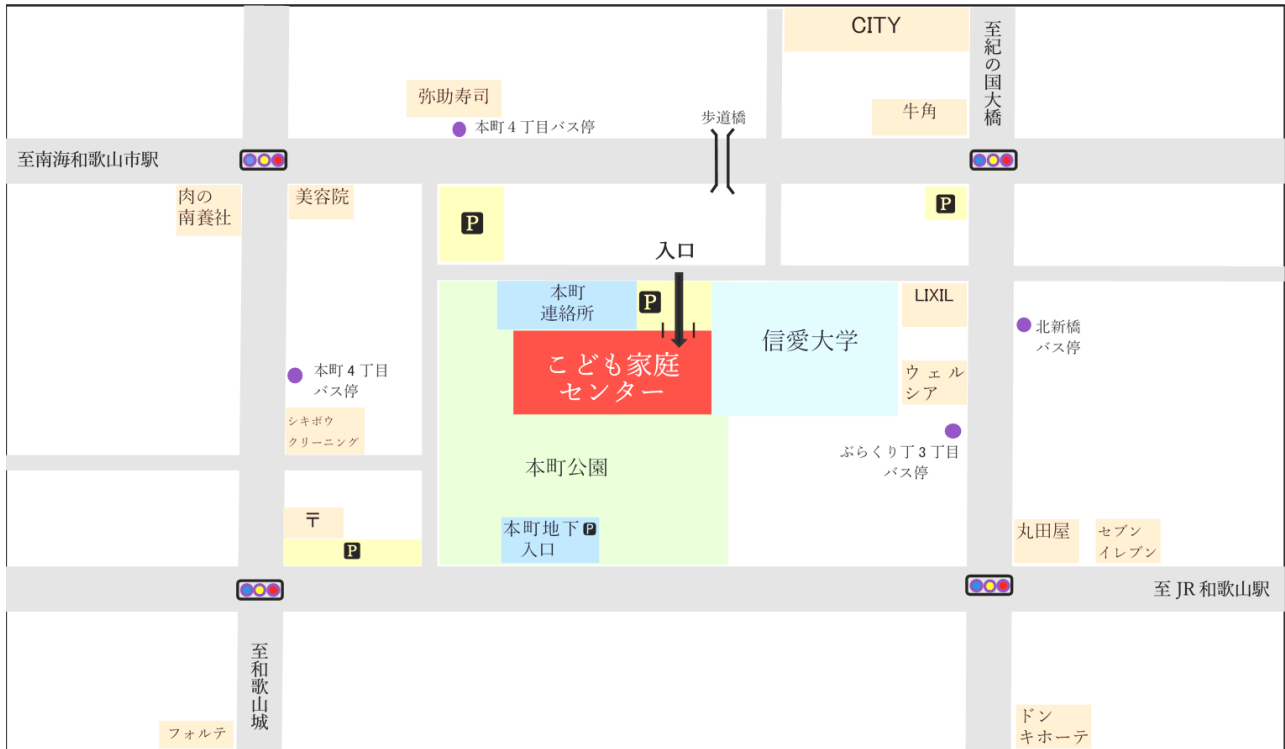 CITY
至紀の国大橋
弥助寿司
牛角
本町4丁目バス停
歩道橋
至南海和歌山市駅
肉の
南養社
美容院
P
P
入口
本町
連絡所
P
LIXIL
信愛大学
北新橋
バス停
こども家庭
センター
本町4丁目
バス停
ウェル
シア
シキボウ
クリーニング
ぶらくり丁3丁目
バス停
本町公園
〒
P
本町地下P
入口
丸田屋
セブン
イレブン
至JR和歌山駅
至和歌山城
フォルテ
ドン
キホーテ